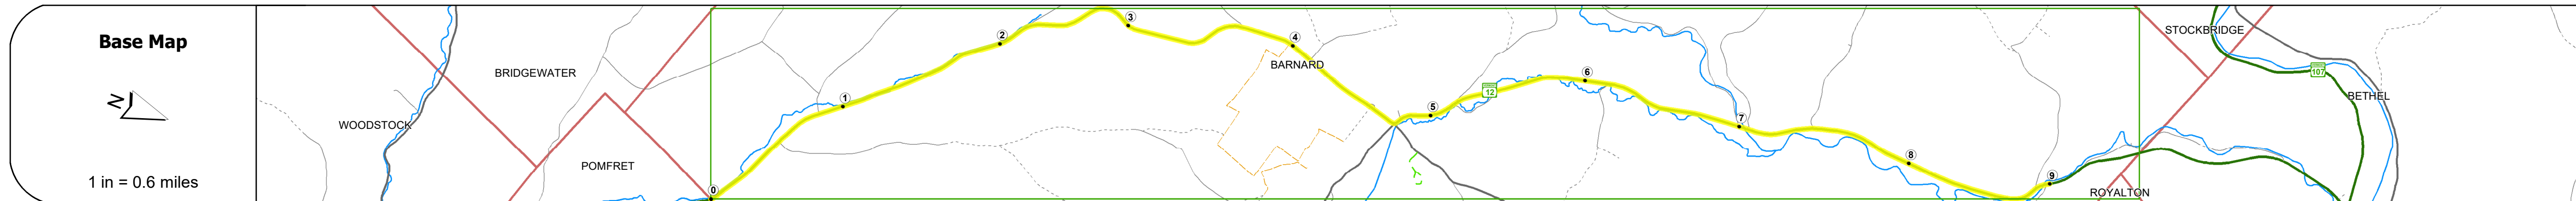 Base Map
N
1 in = 0.6 miles
WOODSTOCK
BRIDGEWATER
POMFRET
0
1
2
3
4
BARNARD
5
12
6
7
8
9
STOCKBRIDGE
107
BETHEL
ROYALTON